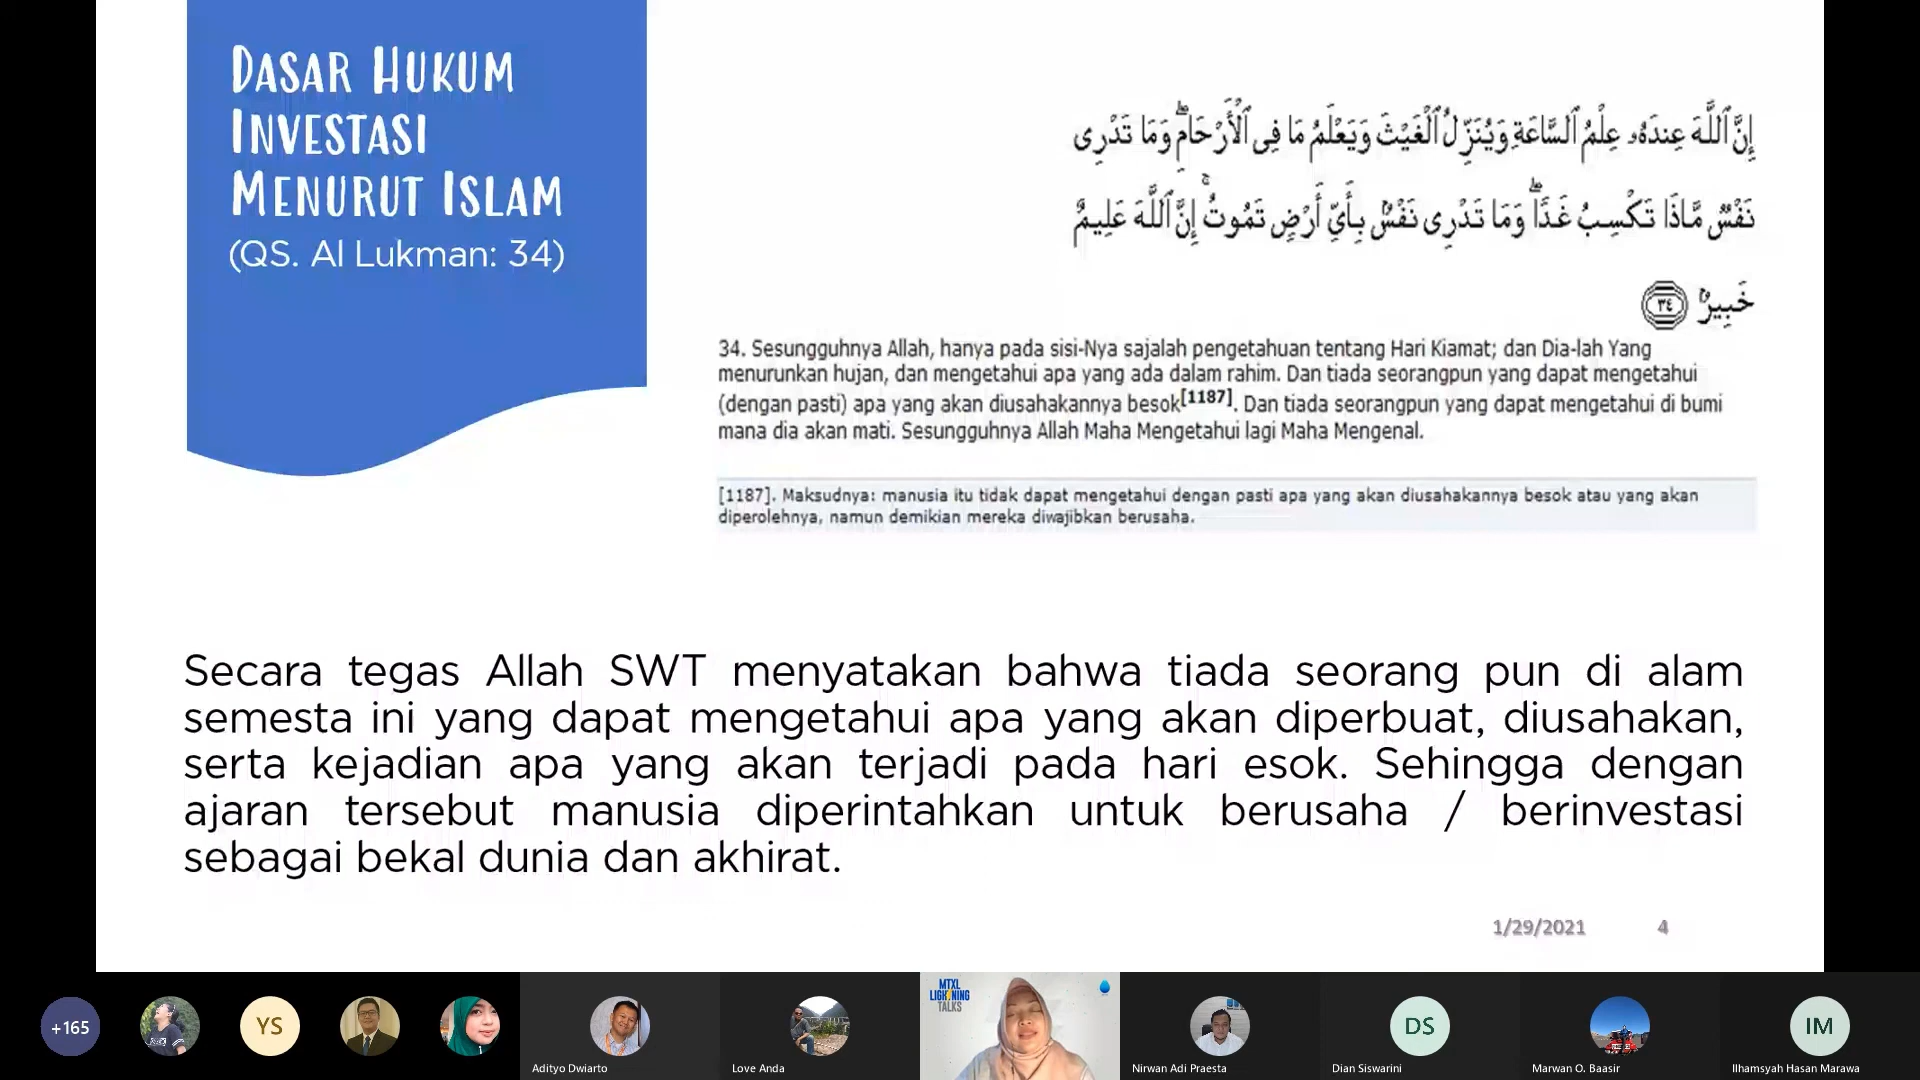 DASAR HUKUM
INVESTASI
MENURUT ISLAM
(QS. Al Lukman: 34)
إِنَّ ٱللَّهَ عِندَهُۥ عِلْمُ ٱلسَّاعَةِ وَيُنَزِّلُ ٱلْغَيْثَ وَيَعْلَمُ مَا فِى ٱلْأَرْحَامِ ۖ وَمَا تَدْرِى
نَفْسٌ مَّاذَا تَكْسِبُ غَدًا ۖ وَمَا تَدْرِى نَفْسٌۢ بِأَىِّ أَرْضٍ تَمُوتُ ۚ إِنَّ ٱللَّهَ عَلِيمٌ
خَبِيرٌۢ ٣٤
34. Sesungguhnya Allah, hanya pada sisi-Nya sajalah pengetahuan tentang Hari Kiamat; dan Dia-lah Yang
menurunkan hujan, dan mengetahui apa yang ada dalam rahim. Dan tiada seorangpun yang dapat mengetahui
(dengan pasti) apa yang akan diusahakannya besok[1187]. Dan tiada seorangpun yang dapat mengetahui di bumi
mana dia akan mati. Sesungguhnya Allah Maha Mengetahui lagi Maha Mengenal.
[1187]. Maksudnya: manusia itu tidak dapat mengetahui dengan pasti apa yang akan diusahakannya besok atau yang akan
diperolehnya, namun demikian mereka diwajibkan berusaha.
Secara tegas Allah SWT menyatakan bahwa tiada seorang pun di alam
semesta ini yang dapat mengetahui apa yang akan diperbuat, diusahakan,
serta kejadian apa yang akan terjadi pada hari esok. Sehingga dengan
ajaran tersebut manusia diperintahkan untuk berusaha / berinvestasi
sebagai bekal dunia dan akhirat.
1/29/2021 4
+165
YS
Adityo Dwiarto
Love Anda
MTXL
LIGHTNING
TALKS
Nirwan Adi Praesta
DS
Dian Siswarini
Marwan O. Baasir
IM
Ilhamsyah Hasan Marawa